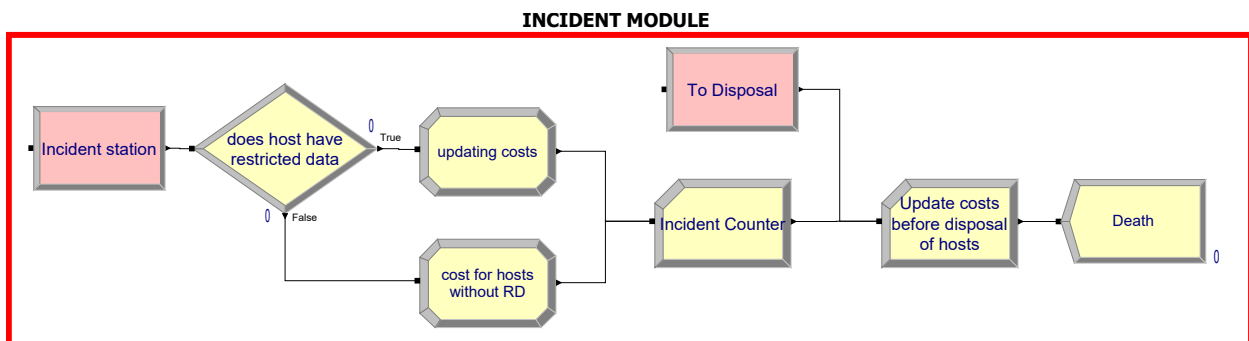 INCIDENT MODULE
Incident station
does host have
restricted data
0
True
0
False
updating costs
cost for hosts
without RD
To Disposal
Incident Counter
Update costs
before disposal
of hosts
Death
0